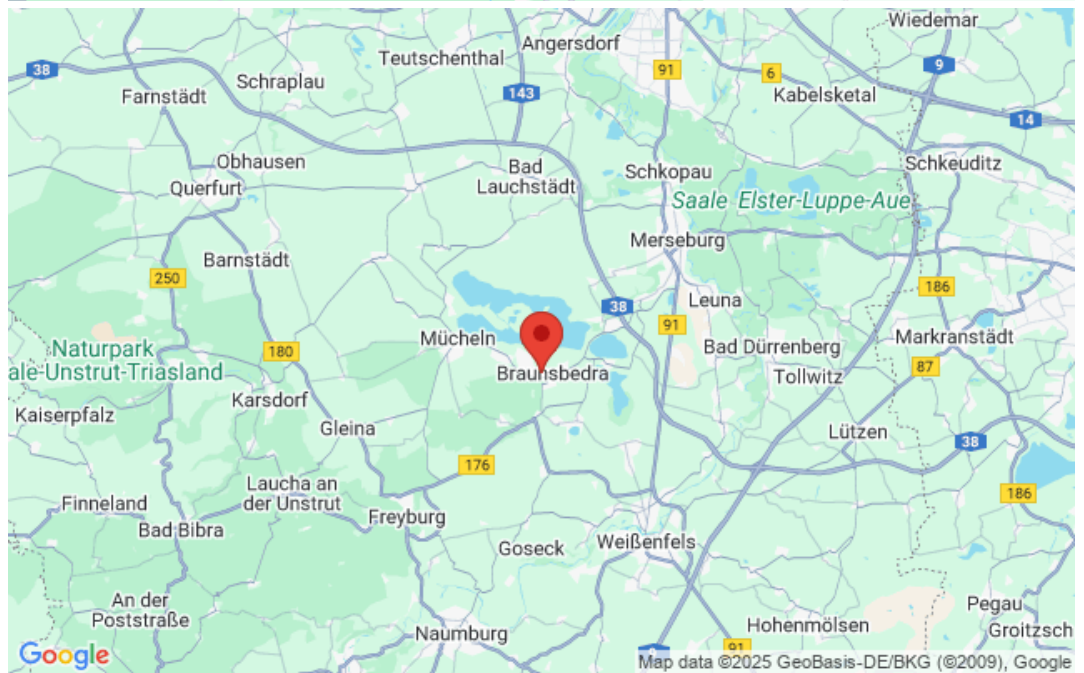 Wiedemar
Angersdorf
Teutschenthal
38
91
6
9
Schraplau
143
Farnstädt
Kabelsketal
14
Obhausen
Bad
Lauchstädt
Schkopau
Schkeuditz
Querfurt
Saale-Elster-Luppe-Aue
Merseburg
Barnstädt
250
186
38
Leuna
91
Mücheln
Markranstädt
Naturpark
ale-Unstrut-Triasland
180
Bad Dürrenberg
87
Braunsbedra
Tollwitz
Karsdorf
Kaiserpfalz
Gleina
Lützen
38
176
Laucha an
der Unstrut
186
Finneland
Freyburg
Bad Bibra
Goseck
Weißenfels
An der
Poststraße
Pegau
Hohenmölsen
Naumburg
Groitzsch
91
Google
Map data ©2025 GeoBasis-DE/BKG (©2009), Google